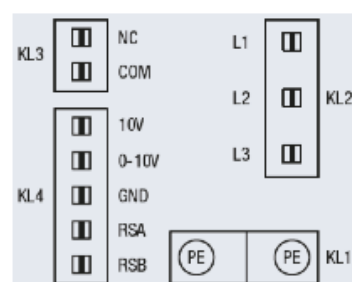 KL3
NC
COM
KL4
10V
0-10V
GND
RSA
RSB
L1
L2
L3
KL2
PE
PE
KL1